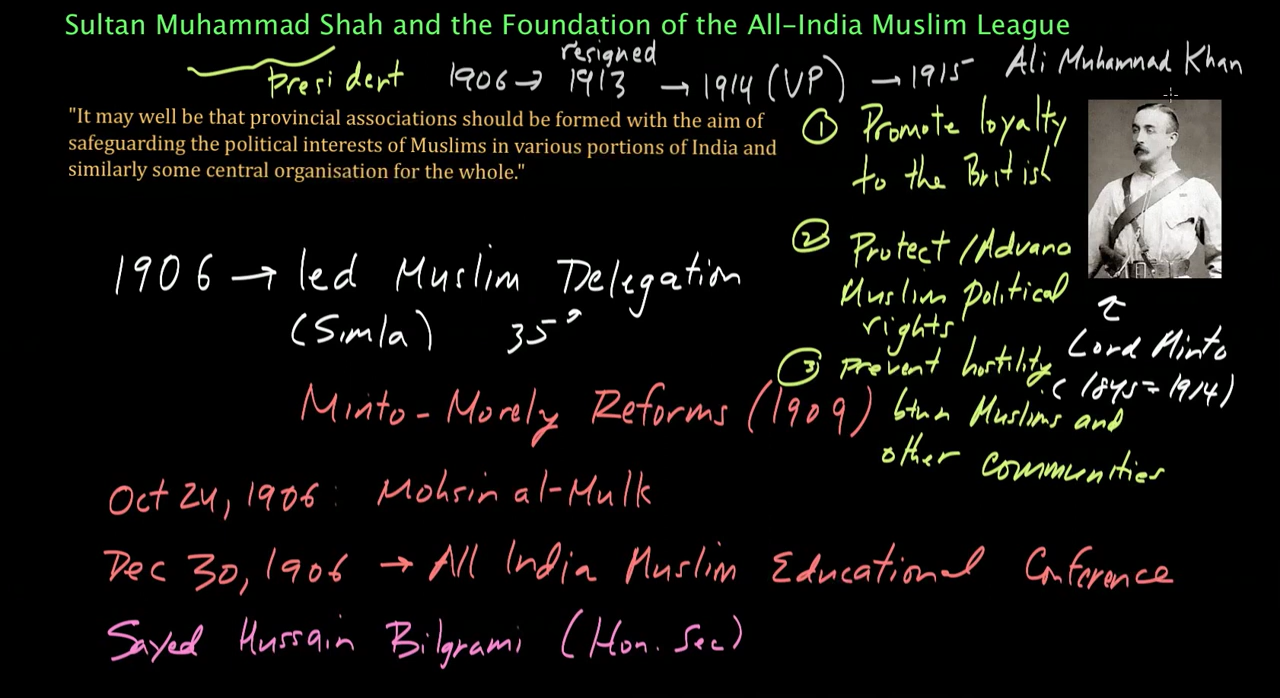 Sultan Muhammad Shah and the Foundation of the All-India Muslim League
President 1906 → resigned 1913 → 1914 (VP) → 1915 Ali Muhammad Khan
"It may well be that provincial associations should be formed with the aim of
safeguarding the political interests of Muslims in various portions of India and
similarly some central organisation for the whole."
① Promote loyalty
to the British
② Protect/Advanc
Muslim political
rights
③ Prevent hostility
btwn Muslims and
other communities
Lord Minto
(1845-1914)
1906 → led Muslim Delegation
(Simla) 35
Minto-Morely Reforms (1909)
Oct 24, 1906: Mohsin al-Mulk
Dec 30, 1906 → All India Muslim Educational Conference
Sayed Hussain Bilgrami (Hon. Sec)